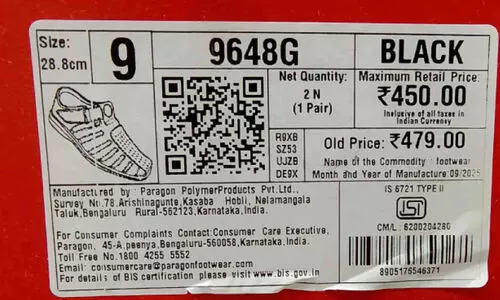 Size:
28.8cm
9
9648G
BLACK
Net Quantity:
2 N
(1 Pair)
Maximum Retail Price:
₹450.00
Inclusive of all taxes in
Indian Currency
R9XB
SZ53
UJZB
DE9X
Old Price: ₹479.00
Name of the Commodity : footwear
Month and Year of Manufacture :09/2025
Manufactured by : Paragon PolymerProducts Pvt.Ltd.,
Survey No.78.Arishinagunte,Kasaba Hobli, Nelamangala
Taluk,Bengaluru Rural-562123,Karnataka,India.
For Consumer Complaints Contact:Consumer Care Executive,
Paragon, 45-A,peenya,Bengaluru-560058,Karnataka,India.
Toll Free No.1800 4255 5552
Email :consumercare@paragonfootwear.com
for details of BIS certification please visit www.bis.gov.in
IS 6721 TYPE II
ISI
CM/L: 6200204280
8905175546371